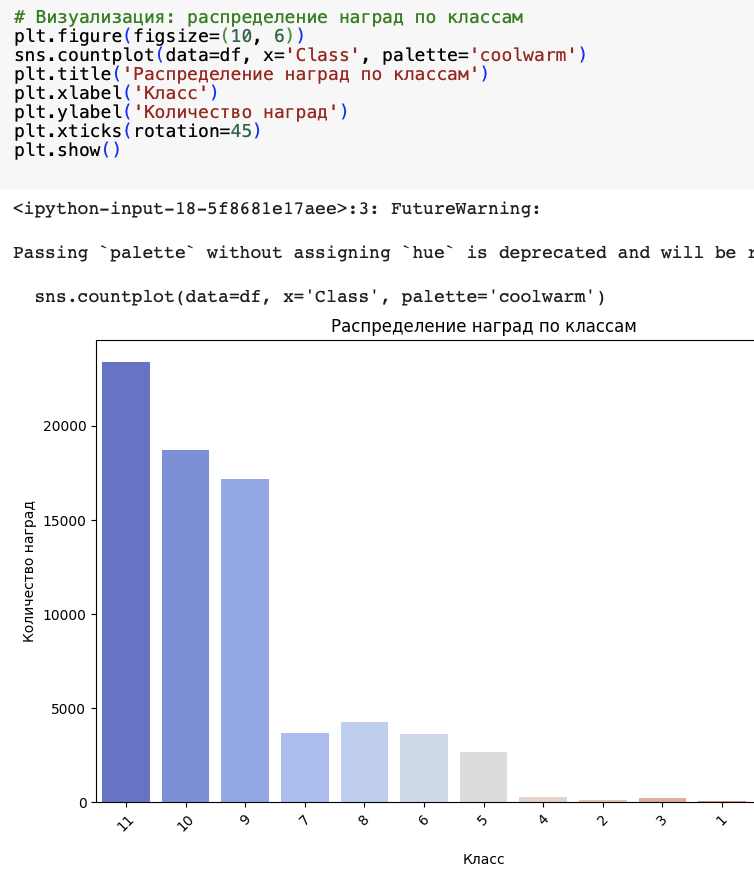 # Визуализация: распределение наград по классам
plt.figure(figsize=(10, 6))
sns.countplot(data=df, x='Class', palette='coolwarm')
plt.title('Распределение наград по классам')
plt.xlabel('Класс')
plt.ylabel('Количество наград')
plt.xticks(rotation=45)
plt.show()
<ipython-input-18-5f8681e17aee>:3: FutureWarning:
Passing `palette` without assigning `hue` is deprecated and will be
sns.countplot(data=df, x='Class', palette='coolwarm')
Распределение наград по классам
Количество наград
20000
15000
10000
5000
0
11 10 9 7 8 6 5 4 2 3 1
Класс